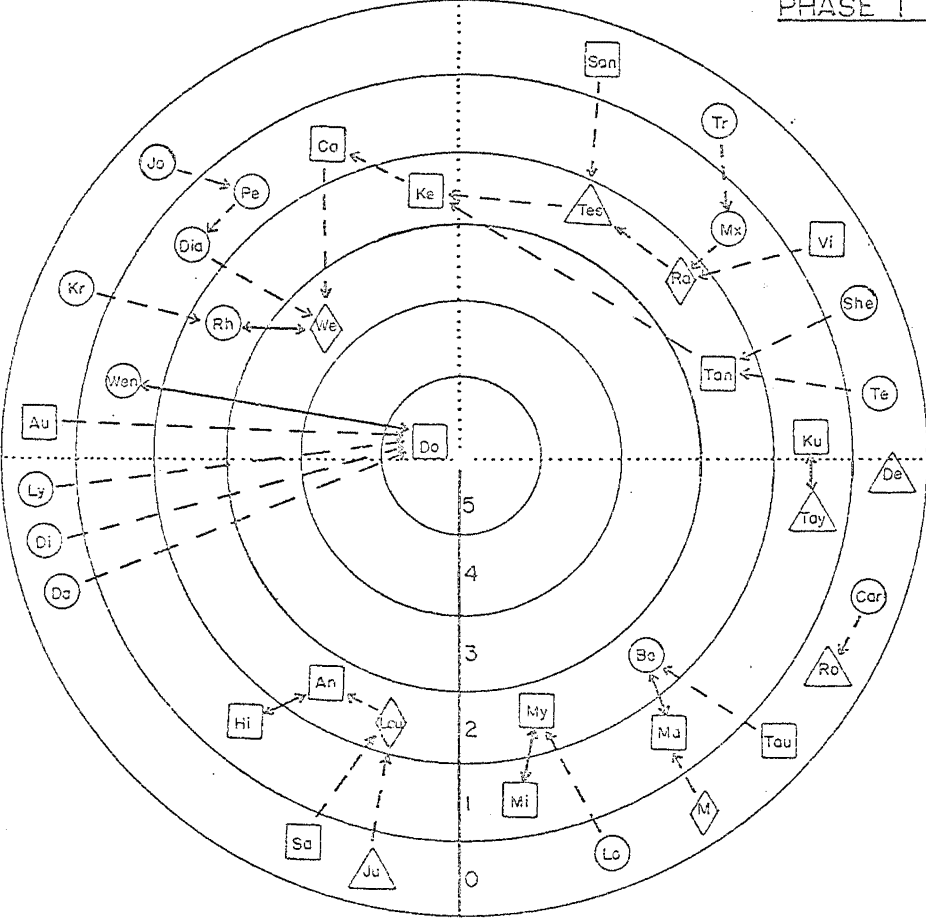 PHASE 1
San
Tr
Ca
Jo
Pe
Ke
Tes
Mx
Vi
Dia
Ra
Kr
She
Rh
We
Tan
Wen
Te
Au
Do
Ku
De
Ly
5
Tay
Di
4
Da
Car
3
Ba
Ro
An
My
Hi
Lou
2
Ma
Tau
Mi
1
M
Sa
Lo
Ju
0